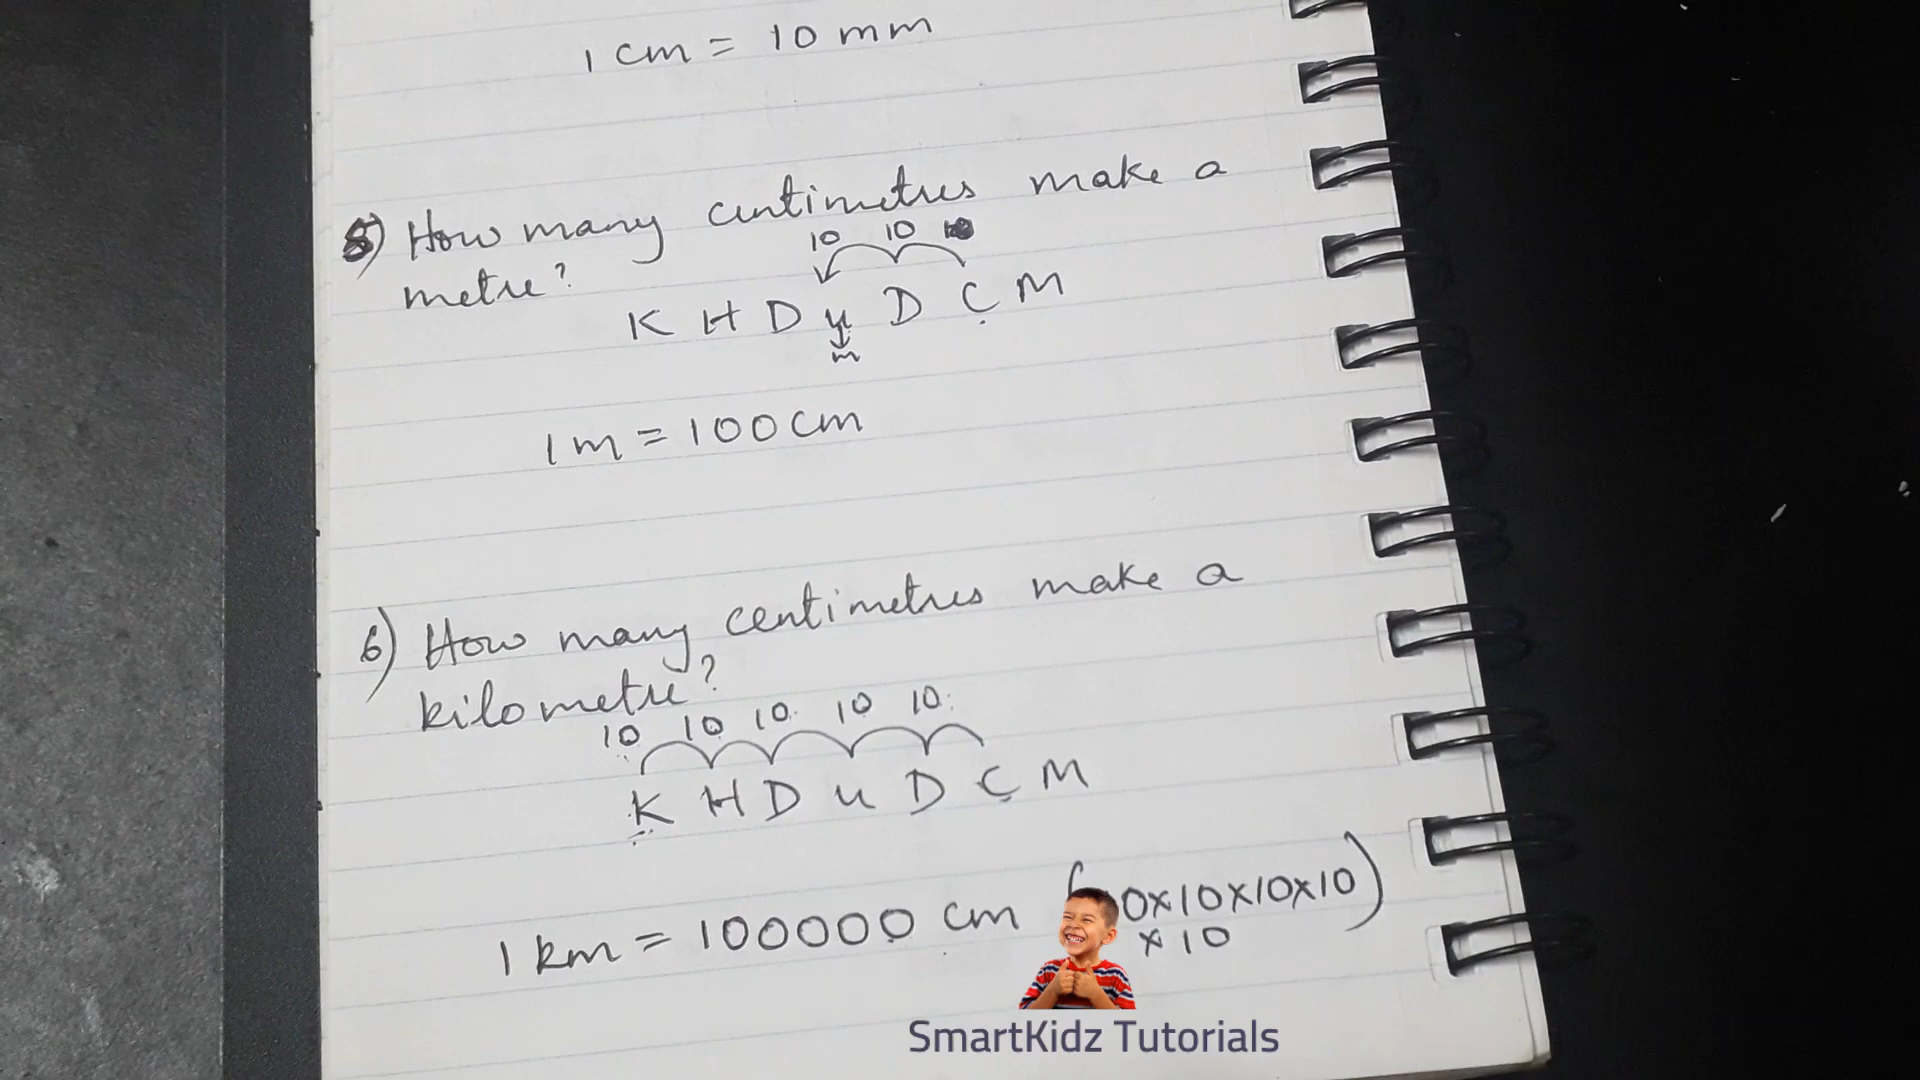 1 cm = 10 mm
5) How many centimetres make a
metre?
10 10
K H D u D C M
m
1 m = 100 cm
6) How many centimetres make a
kilometre?
10 10 10 10 10
K H D u D C M
1 km = 100000 cm ( 0x10x10x10)
x 10
SmartKidz Tutorials